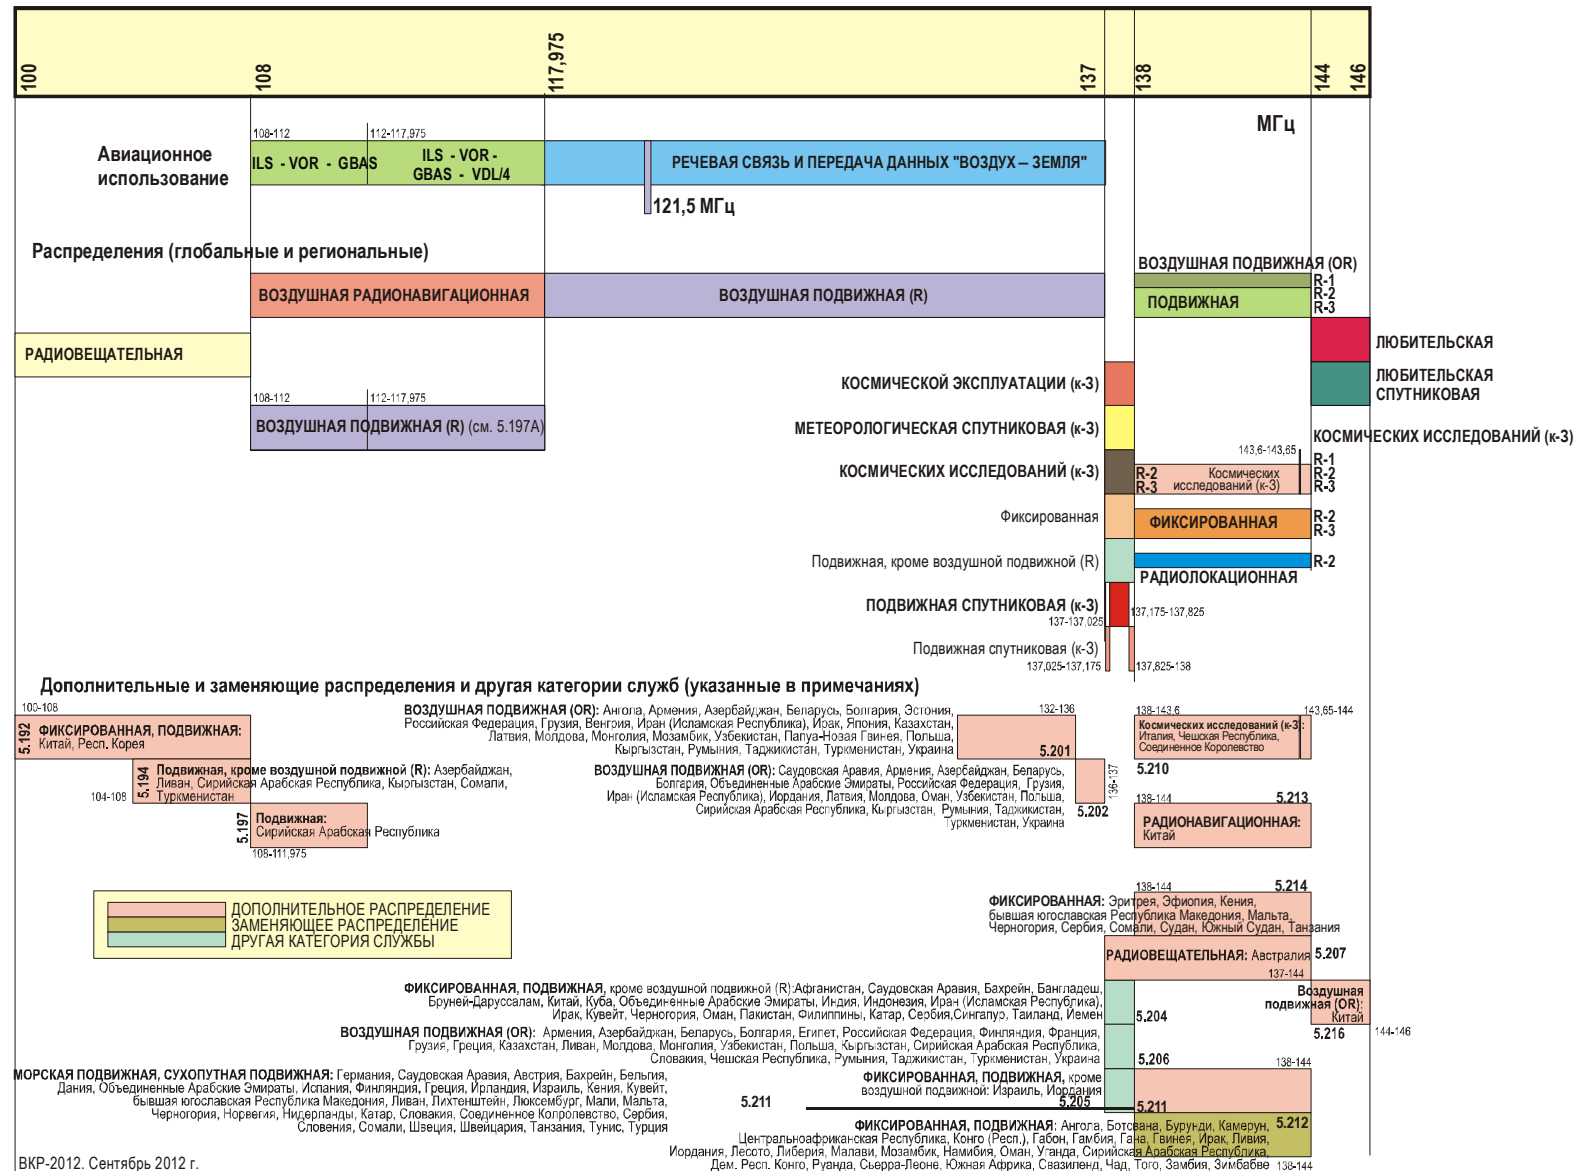 100
108
117,975
137
138
144
146
МГц
Авиационное
использование
108-112
112-117,975
ILS - VOR - GBAS
ILS - VOR -
GBAS - VDL/4
РЕЧЕВАЯ СВЯЗЬ И ПЕРЕДАЧА ДАННЫХ "ВОЗДУХ – ЗЕМЛЯ"
121,5 МГц
Распределения (глобальные и региональные)
ВОЗДУШНАЯ РАДИОНАВИГАЦИОННАЯ
ВОЗДУШНАЯ ПОДВИЖНАЯ (R)
ВОЗДУШНАЯ ПОДВИЖНАЯ (OR)
R-1
ПОДВИЖНАЯ
R-2
R-3
РАДИОВЕЩАТЕЛЬНАЯ
ЛЮБИТЕЛЬСКАЯ
ЛЮБИТЕЛЬСКАЯ
СПУТНИКОВАЯ
КОСМИЧЕСКОЙ ЭКСПЛУАТАЦИИ (к-З)
108-112
112-117,975
ВОЗДУШНАЯ ПОДВИЖНАЯ (R) (см. 5.197A)
МЕТЕОРОЛОГИЧЕСКАЯ СПУТНИКОВАЯ (к-З)
КОСМИЧЕСКИХ ИССЛЕДОВАНИЙ (к-З)
143,6-143,65
КОСМИЧЕСКИХ ИССЛЕДОВАНИЙ (к-З)
R-2
R-3
Космических
исследований (к-З)
R-1
R-2
R-3
Фиксированная
ФИКСИРОВАННАЯ
R-2
R-3
Подвижная, кроме воздушной подвижной (R)
R-2
РАДИОЛОКАЦИОННАЯ
ПОДВИЖНАЯ СПУТНИКОВАЯ (к-З)
137-137,025
137,175-137,825
Подвижная спутниковая (к-З)
137,025-137,175
137,825-138
Дополнительные и заменяющие распределения и другая категории служб (указанные в примечаниях)
100-108
5.192
ФИКСИРОВАННАЯ, ПОДВИЖНАЯ:
Китай, Респ. Корея
5.194
104-108
Подвижная, кроме воздушной подвижной (R): Азербайджан,
Ливан, Сирийская Арабская Республика, Кыргызстан, Сомали,
Туркменистан
5.197
Подвижная:
Сирийская Арабская Республика
108-111,975
ВОЗДУШНАЯ ПОДВИЖНАЯ (OR): Ангола, Армения, Азербайджан, Беларусь, Болгария, Эстония,
Российская Федерация, Грузия, Венгрия, Иран (Исламская Республика), Ирак, Япония, Казахстан,
Латвия, Молдова, Монголия, Мозамбик, Узбекистан, Папуа-Новая Гвинея, Польша,
Кыргызстан, Румыния, Таджикистан, Туркменистан, Украина
132-136
5.201
ВОЗДУШНАЯ ПОДВИЖНАЯ (OR): Саудовская Аравия, Армения, Азербайджан, Беларусь,
Болгария, Объединенные Арабские Эмираты, Российская Федерация, Грузия,
Иран (Исламская Республика), Иордания, Латвия, Молдова, Оман, Узбекистан, Польша,
Сирийская Арабская Республика, Кыргызстан, Румыния, Таджикистан,
Туркменистан, Украина
136-137
5.202
138-143,6
143,65-144
Космических исследований (к-З):
Италия, Чешская Республика,
Соединенное Королевство
5.210
138-144
5.213
РАДИОНАВИГАЦИОННАЯ:
Китай
ДОПОЛНИТЕЛЬНОЕ РАСПРЕДЕЛЕНИЕ
ЗАМЕНЯЮЩЕЕ РАСПРЕДЕЛЕНИЕ
ДРУГАЯ КАТЕГОРИЯ СЛУЖБЫ
138-144
5.214
ФИКСИРОВАННАЯ: Эритрея, Эфиопия, Кения,
бывшая югославская Республика Македония, Мальта,
Черногория, Сербия, Сомали, Судан, Южный Судан, Танзания
РАДИОВЕЩАТЕЛЬНАЯ: Австралия
5.207
137-144
ФИКСИРОВАННАЯ, ПОДВИЖНАЯ, кроме воздушной подвижной (R):Афганистан, Саудовская Аравия, Бахрейн, Бангладеш,
Бруней-Даруссалам, Китай, Куба, Объединенные Арабские Эмираты, Индия, Индонезия, Иран (Исламская Республика),
Ирак, Кувейт, Черногория, Оман, Пакистан, Филиппины, Катар, Сербия,Сингапур, Таиланд, Йемен
5.204
Воздушная
подвижная (OR):
Китай
5.216
144-146
ВОЗДУШНАЯ ПОДВИЖНАЯ (OR): Армения, Азербайджан, Беларусь, Болгария, Египет, Российская Федерация, Финляндия, Франция,
Грузия, Греция, Казахстан, Ливан, Молдова, Монголия, Узбекистан, Польша, Кыргызстан, Сирийская Арабская Республика,
Словакия, Чешская Республика, Румыния, Таджикистан, Туркменистан, Украина
5.206
МОРСКАЯ ПОДВИЖНАЯ, СУХОПУТНАЯ ПОДВИЖНАЯ: Германия, Саудовская Аравия, Австрия, Бахрейн, Бельгия,
Дания, Объединенные Арабские Эмираты, Испания, Финляндия, Греция, Ирландия, Израиль, Кения, Кувейт,
бывшая югославская Республика Македония, Ливан, Лихтенштейн, Люксембург, Мали, Мальта,
Черногория, Норвегия, Нидерланды, Катар, Словакия, Соединенное Колролевство, Сербия,
Словения, Сомали, Швеция, Швейцария, Танзания, Тунис, Турция
5.211
ФИКСИРОВАННАЯ, ПОДВИЖНАЯ, кроме
воздушной подвижной: Израиль, Иордания
5.205
138-144
5.211
ФИКСИРОВАННАЯ, ПОДВИЖНАЯ: Ангола, Ботсвана, Бурунди, Камерун,
Центральноафриканская Республика, Конго (Респ.), Габон, Гамбия, Гана, Гвинея, Ирак, Ливия,
Иордания, Лесото, Либерия, Малави, Мозамбик, Намибия, Оман, Уганда, Сирийская Арабская Республика,
Дем. Респ. Конго, Руанда, Сьерра-Леоне, Южная Африка, Свазиленд, Чад, Того, Замбия, Зимбабве
5.212
138-144
ВКР-2012. Сентябрь 2012 г.